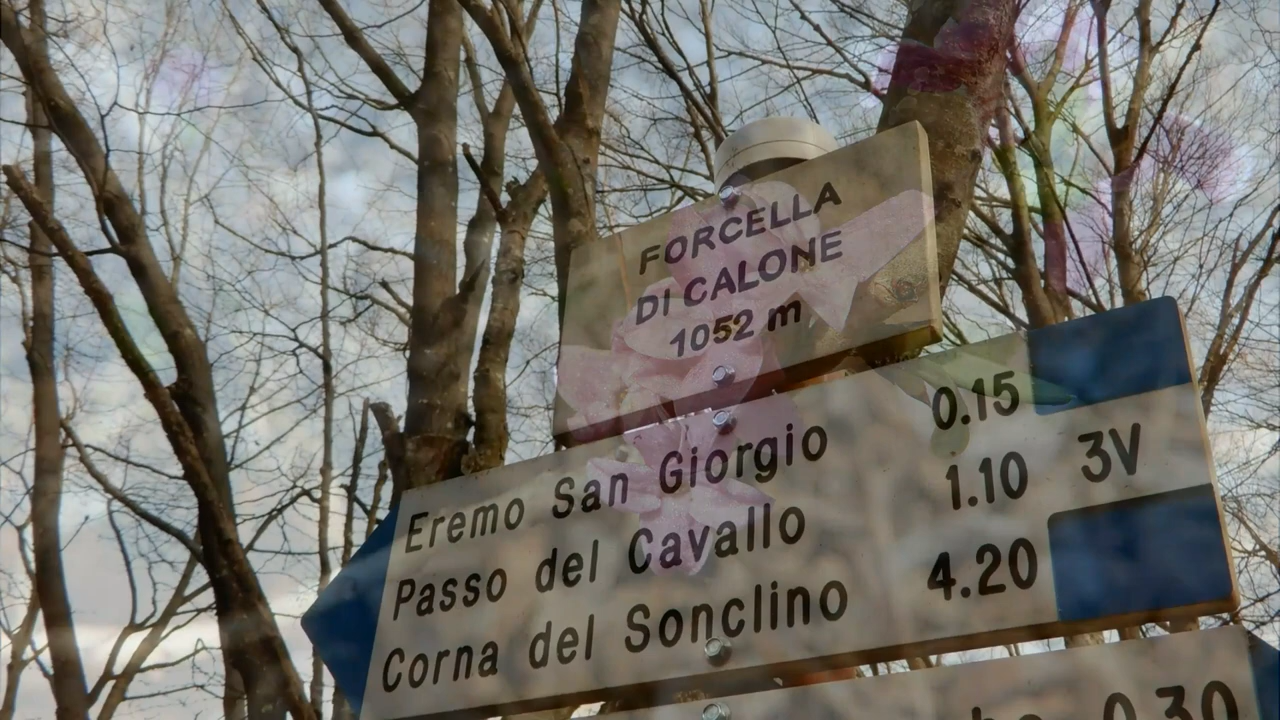 FORCELLA
DI CALONE
1052 m
Eremo San Giorgio 0.15
Passo del Cavallo 1.10 3V
Corna del Sonclino 4.20
0.30